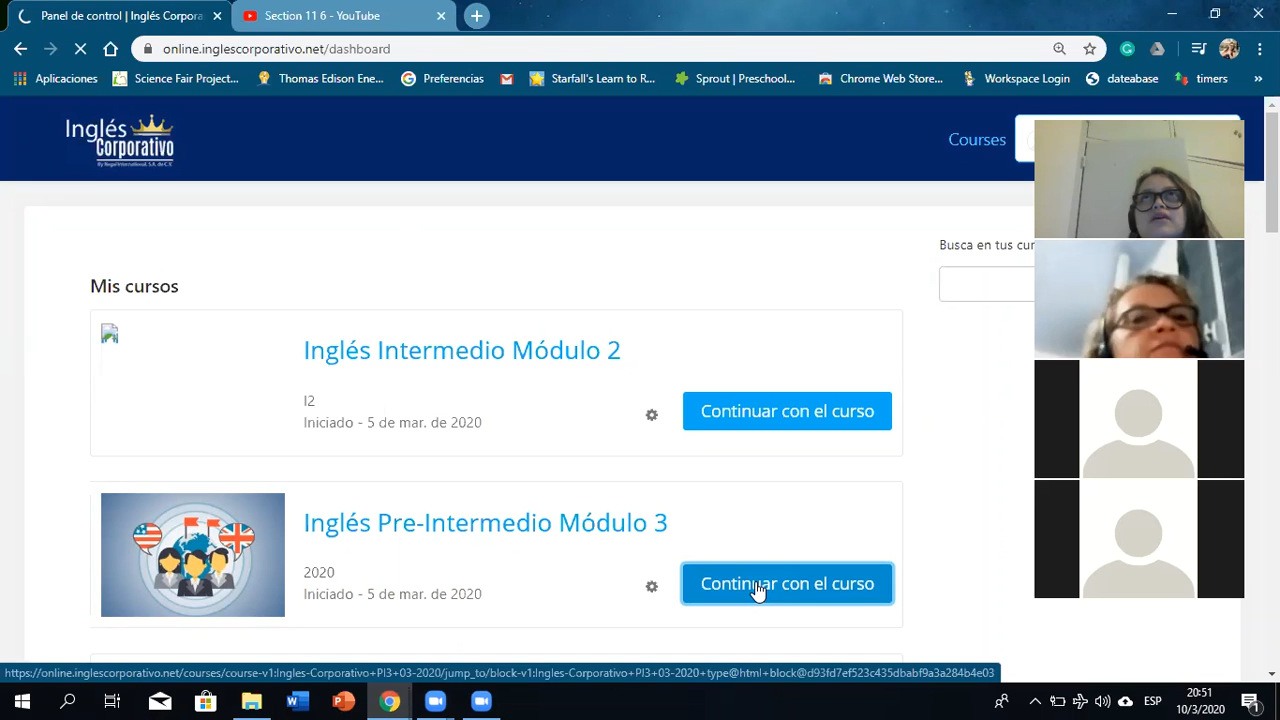 Panel de control | Inglés Corpora
Section 11 6 - YouTube
online.inglescorporativo.net/dashboard
Aplicaciones
Science Fair Project...
Thomas Edison Ene...
Preferencias
Starfall's Learn to R...
Sprout | Preschool...
Chrome Web Store...
Workspace Login
dateabase
timers
»
Inglés
Corporativo
Courses
Busca en tus cur
Mis cursos
Inglés Intermedio Módulo 2
I2
Iniciado - 5 de mar. de 2020
Continuar con el curso
Inglés Pre-Intermedio Módulo 3
2020
Iniciado - 5 de mar. de 2020
Continuar con el curso
https://online.inglescorporativo.net/courses/course-v1:Ingles-Corporativo+PI3+03-2020/jump_to/block-v1:Ingles-Corporativo+PI3+03-2020+type@html+block@d93fd7ef523c435dbabf9a3a284b4e03
ESP
20:51
10/3/2020